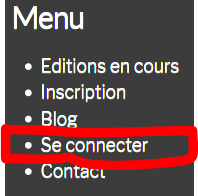 Menu
Editions en cours
Inscription
Blog
Se connecter
Contact